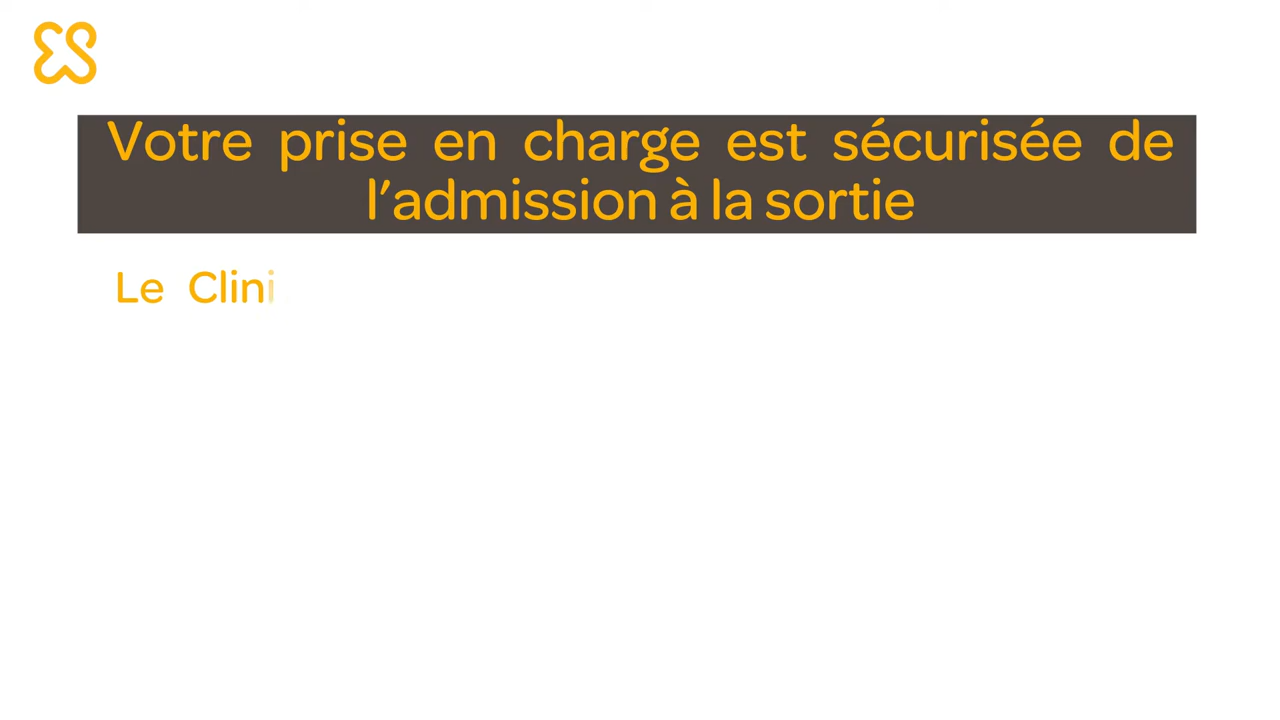 Votre prise en charge est sécurisée de
l’admission à la sortie
Le Clini